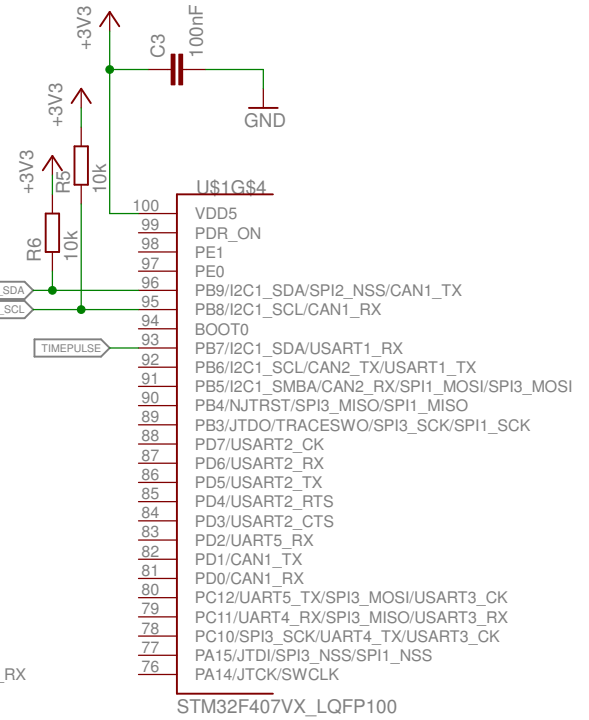 +3V3
C3
100nF
GND
+3V3
R5
10k
+3V3
R6
10k
U$1G$4
100 VDD5
99 PDR_ON
98 PE1
97 PE0
_SDA 96 PB9/I2C1_SDA/SPI2_NSS/CAN1_TX
_SCL 95 PB8/I2C1_SCL/CAN1_RX
94 BOOT0
TIMEPULSE 93 PB7/I2C1_SDA/USART1_RX
92 PB6/I2C1_SCL/CAN2_TX/USART1_TX
91 PB5/I2C1_SMBA/CAN2_RX/SPI1_MOSI/SPI3_MOSI
90 PB4/NJTRST/SPI3_MISO/SPI1_MISO
89 PB3/JTDO/TRACESWO/SPI3_SCK/SPI1_SCK
88 PD7/USART2_CK
87 PD6/USART2_RX
86 PD5/USART2_TX
85 PD4/USART2_RTS
84 PD3/USART2_CTS
83 PD2/UART5_RX
82 PD1/CAN1_TX
81 PD0/CAN1_RX
80 PC12/UART5_TX/SPI3_MOSI/USART3_CK
79 PC11/UART4_RX/SPI3_MISO/USART3_RX
78 PC10/SPI3_SCK/UART4_TX/USART3_CK
77 PA15/JTDI/SPI3_NSS/SPI1_NSS
_RX 76 PA14/JTCK/SWCLK
STM32F407VX_LQFP100